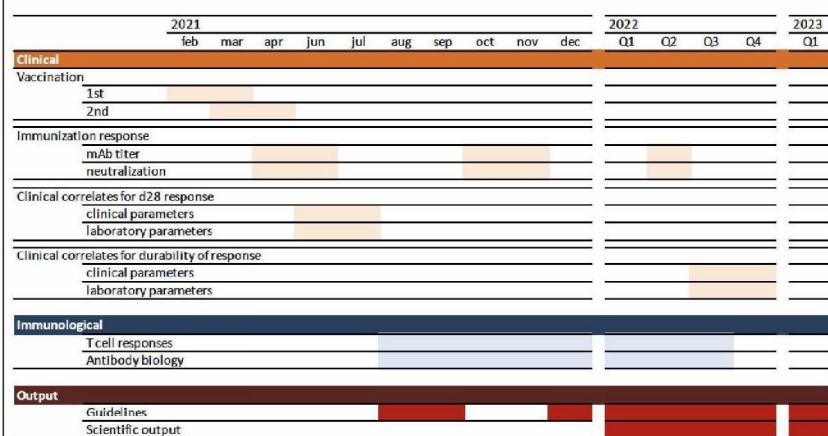 2021 2022 2023
feb mar apr jun jul aug sep oct nov dec Q1 Q2 Q3 Q4 Q1
Clinical
Vaccination
1st
2nd
Immunization response
mAb titer
neutralization
Clinical correlates for d28 response
clinical parameters
laboratory parameters
Clinical correlates for durability of response
clinical parameters
laboratory parameters
Immunological
T cell responses
Antibody biology
Output
Guidelines
Scientific output